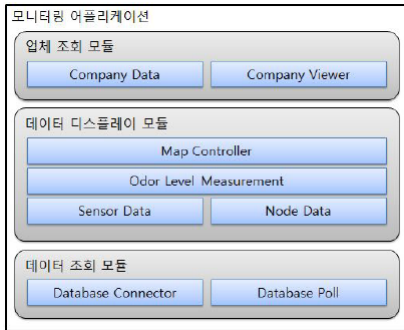 모니터링 어플리케이션
업체 조회 모듈
Company Data Company Viewer
데이터 디스플레이 모듈
Map Controller
Odor Level Measurement
Sensor Data Node Data
데이터 조회 모듈
Database Connector Database Poll